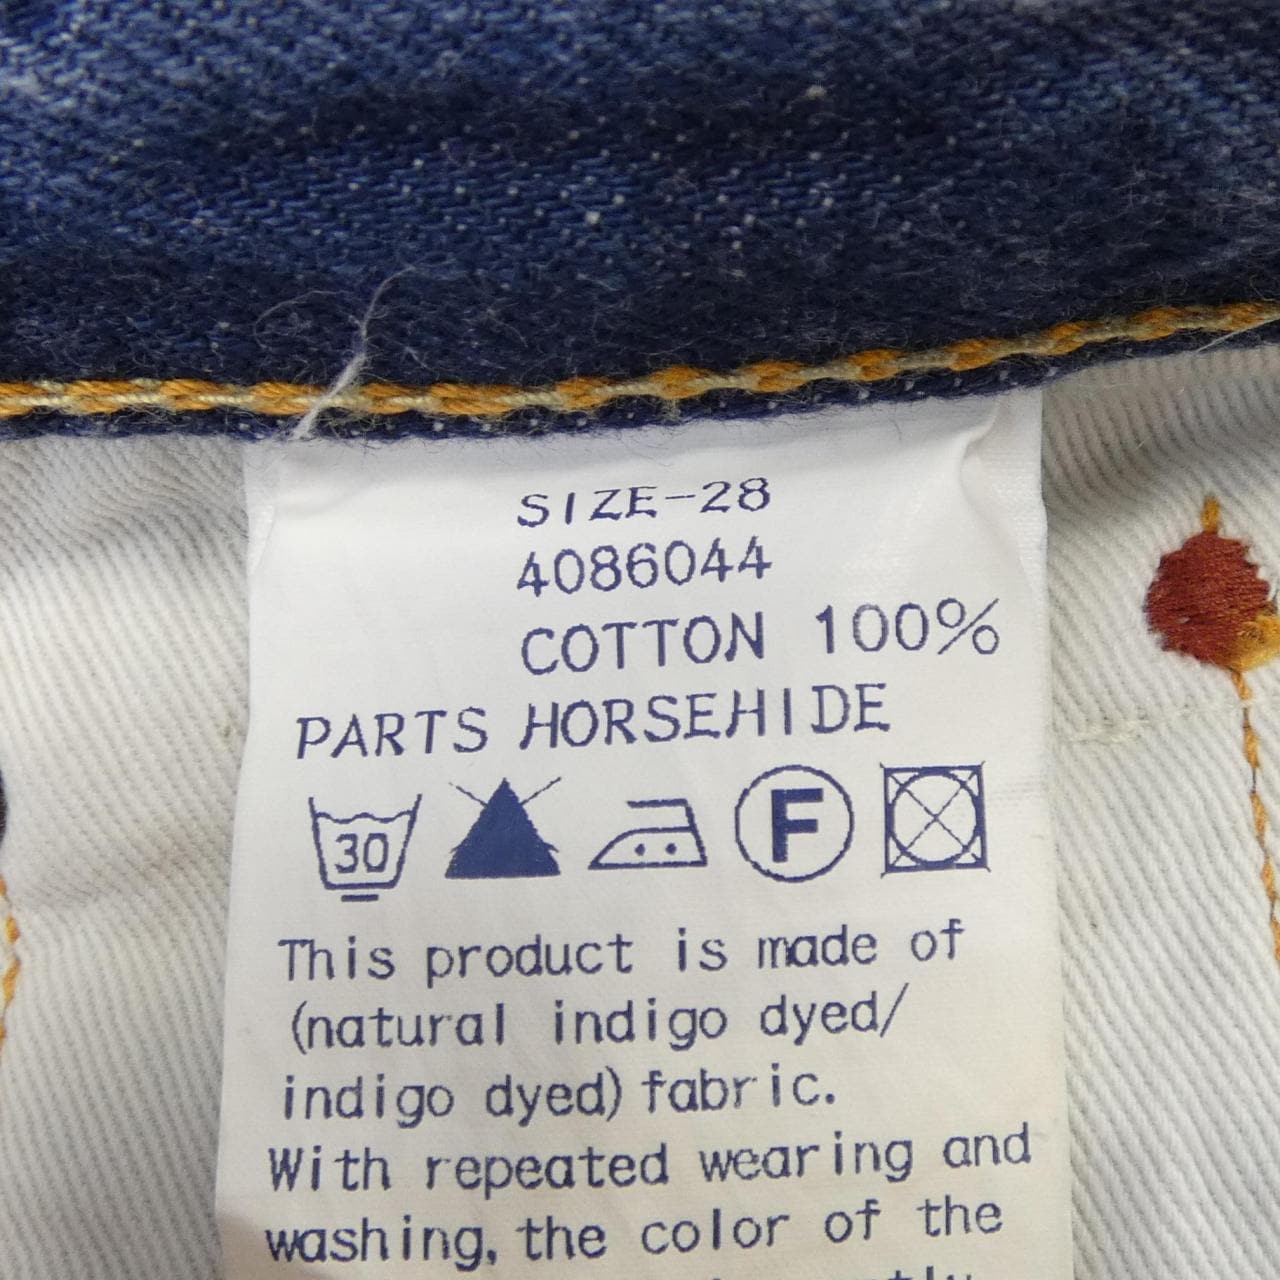 SIZE-28
4086044
COTTON 100%
PARTS HORSEHIDE
30 F
This product is made of
(natural indigo dyed/
indigo dyed) fabric.
With repeated wearing and
washing, the color of the